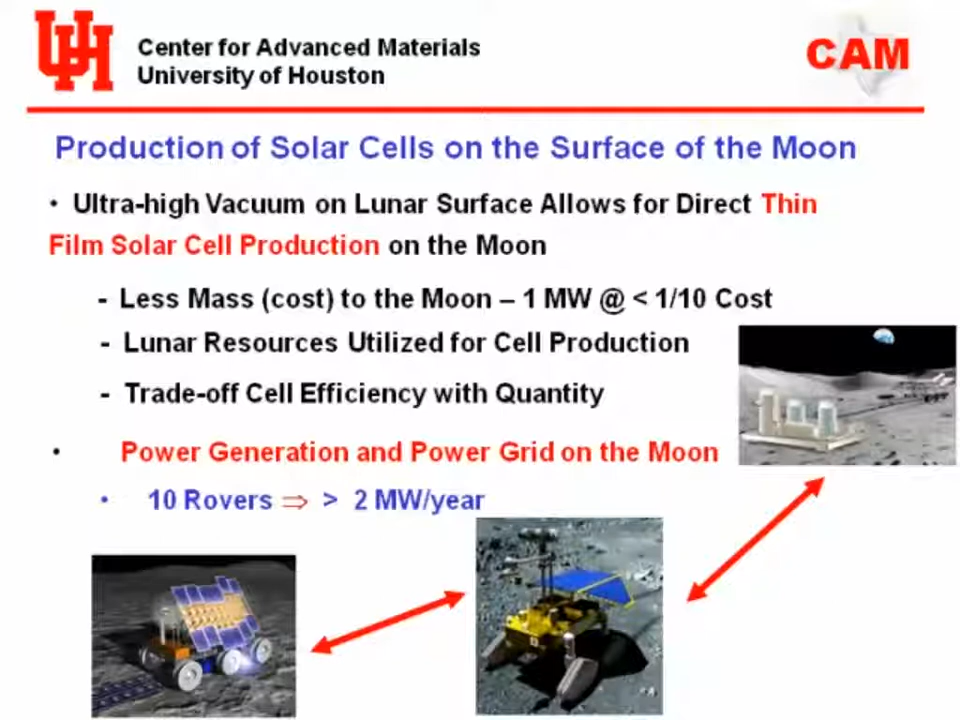 UH
Center for Advanced Materials
University of Houston
CAM
Production of Solar Cells on the Surface of the Moon
• Ultra-high Vacuum on Lunar Surface Allows for Direct Thin
Film Solar Cell Production on the Moon
- Less Mass (cost) to the Moon – 1 MW @ < 1/10 Cost
- Lunar Resources Utilized for Cell Production
- Trade-off Cell Efficiency with Quantity
• Power Generation and Power Grid on the Moon
• 10 Rovers ⇒ > 2 MW/year